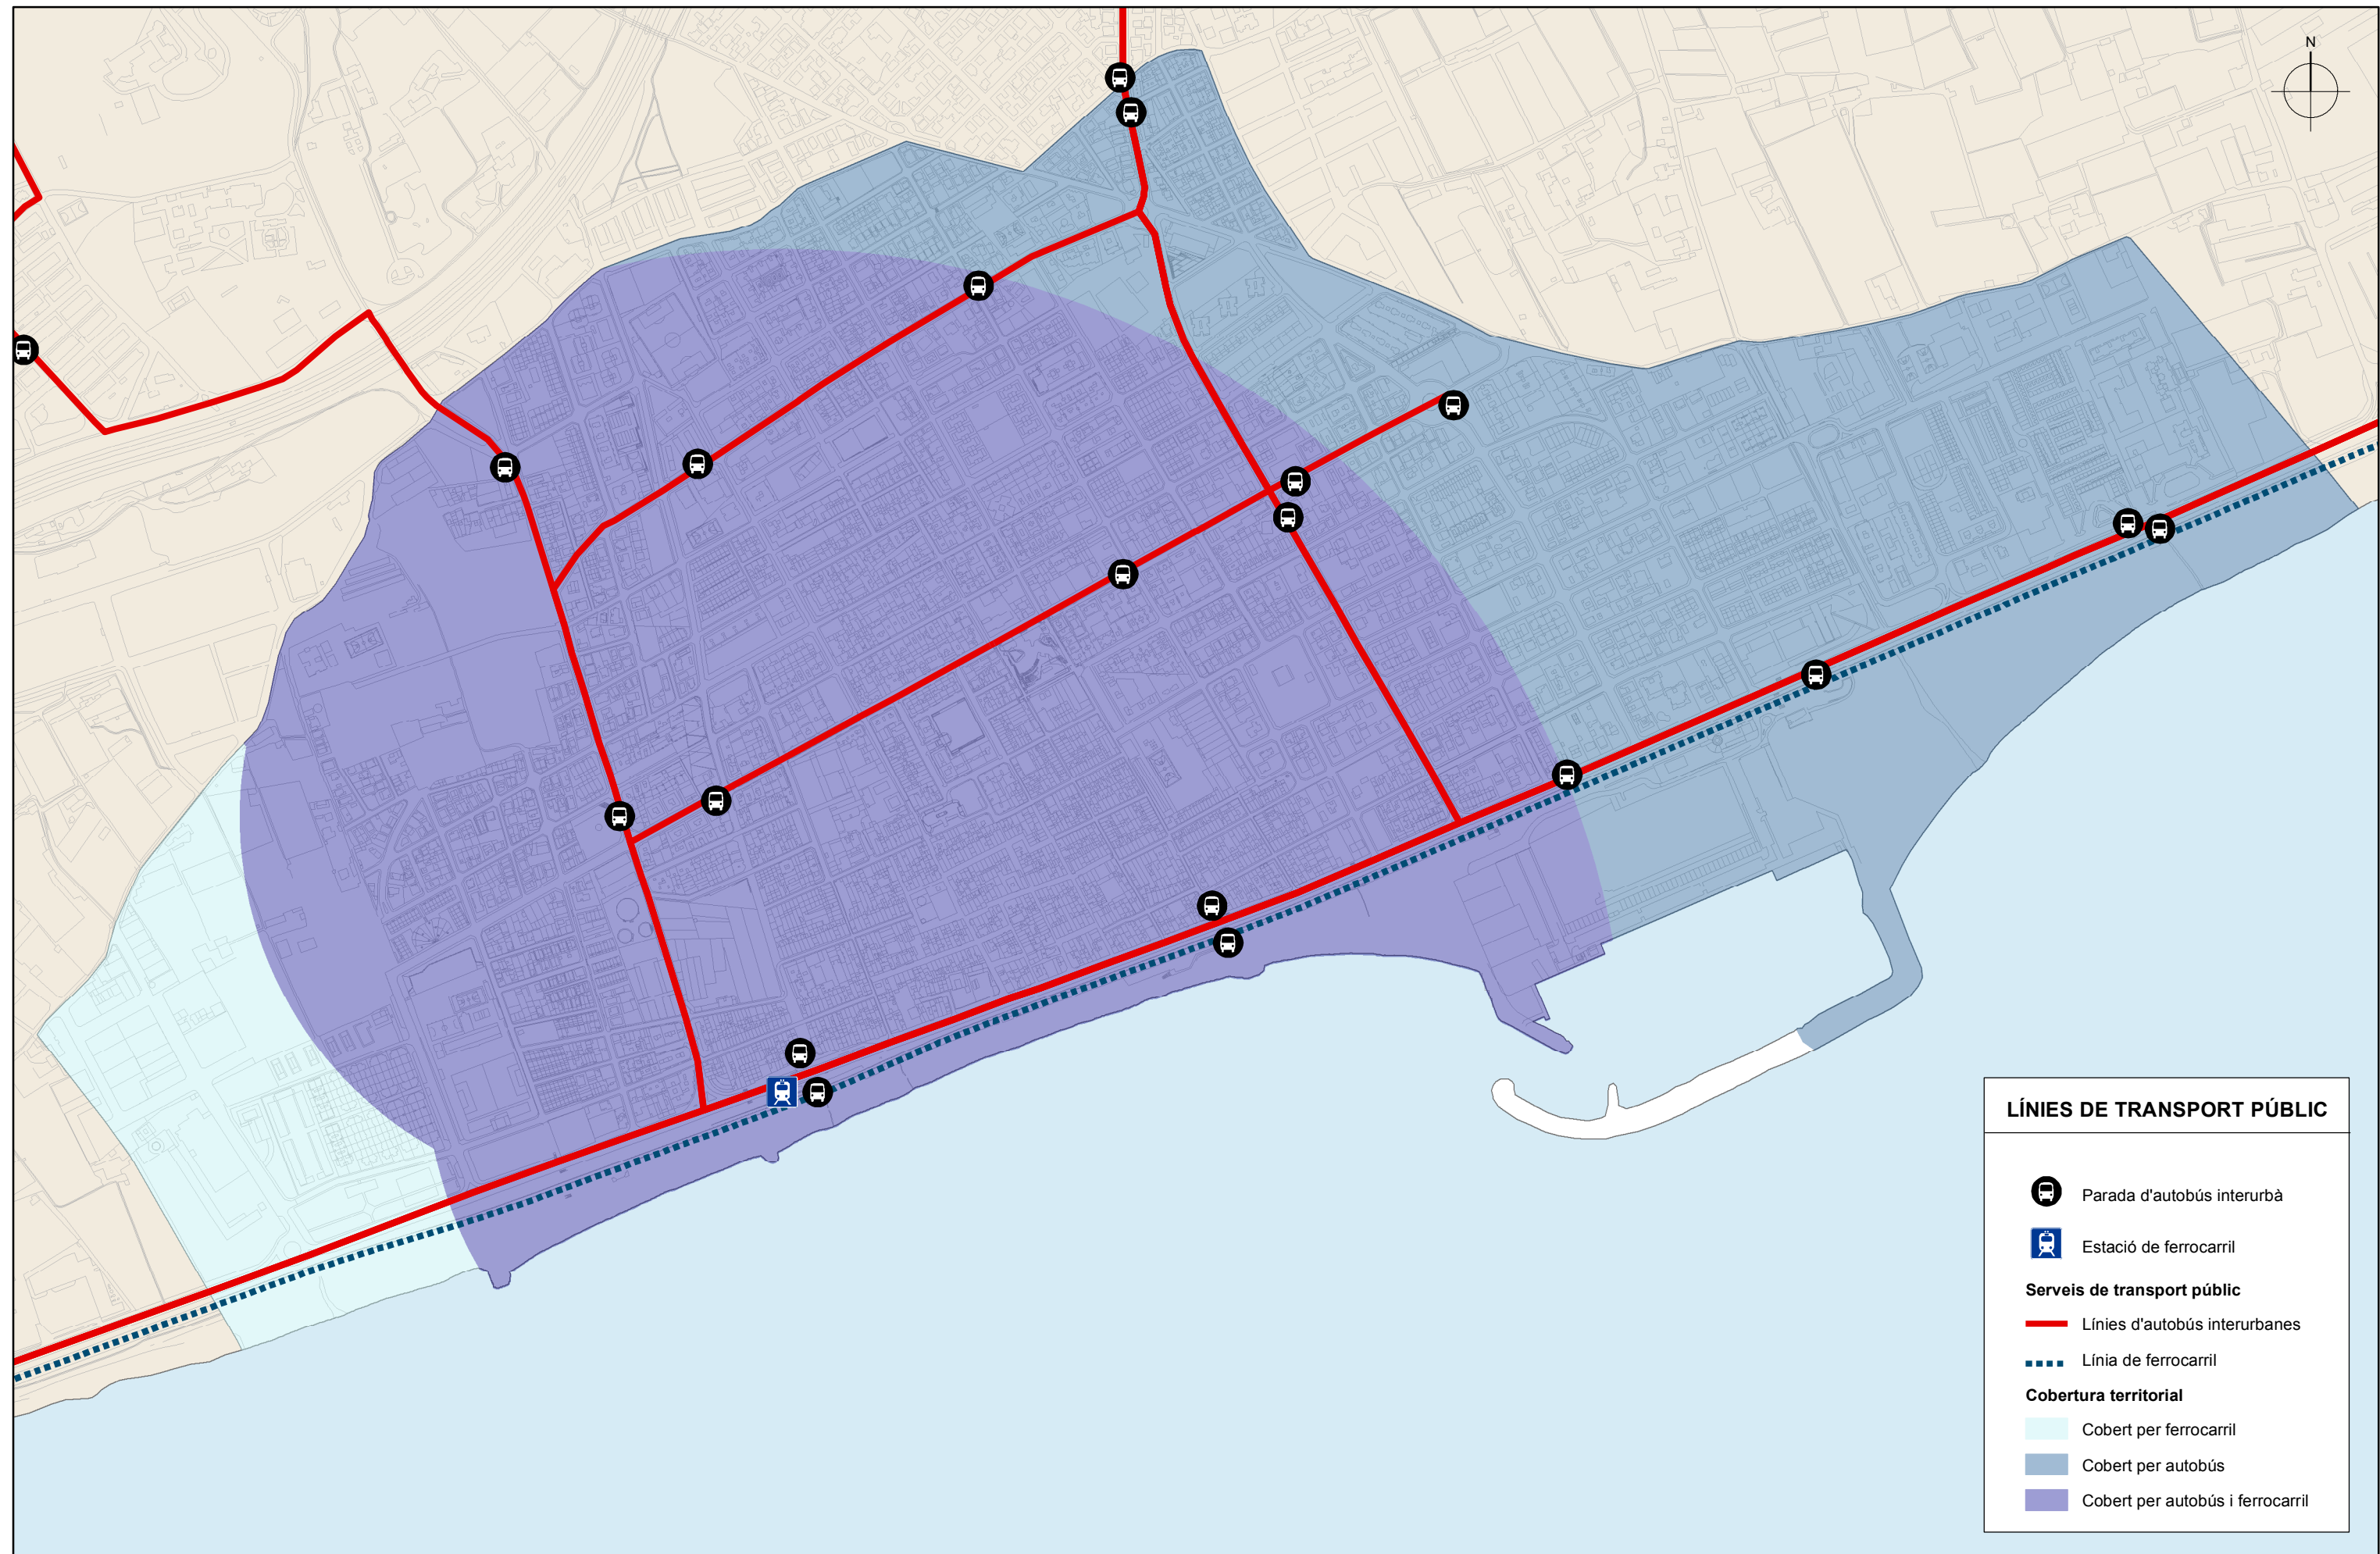 N
LÍNIES DE TRANSPORT PÚBLIC
Parada d'autobús interurbà
Estació de ferrocarril
Serveis de transport públic
Línies d'autobús interurbanes
Línia de ferrocarril
Cobertura territorial
Cobert per ferrocarril
Cobert per autobús
Cobert per autobús i ferrocarril